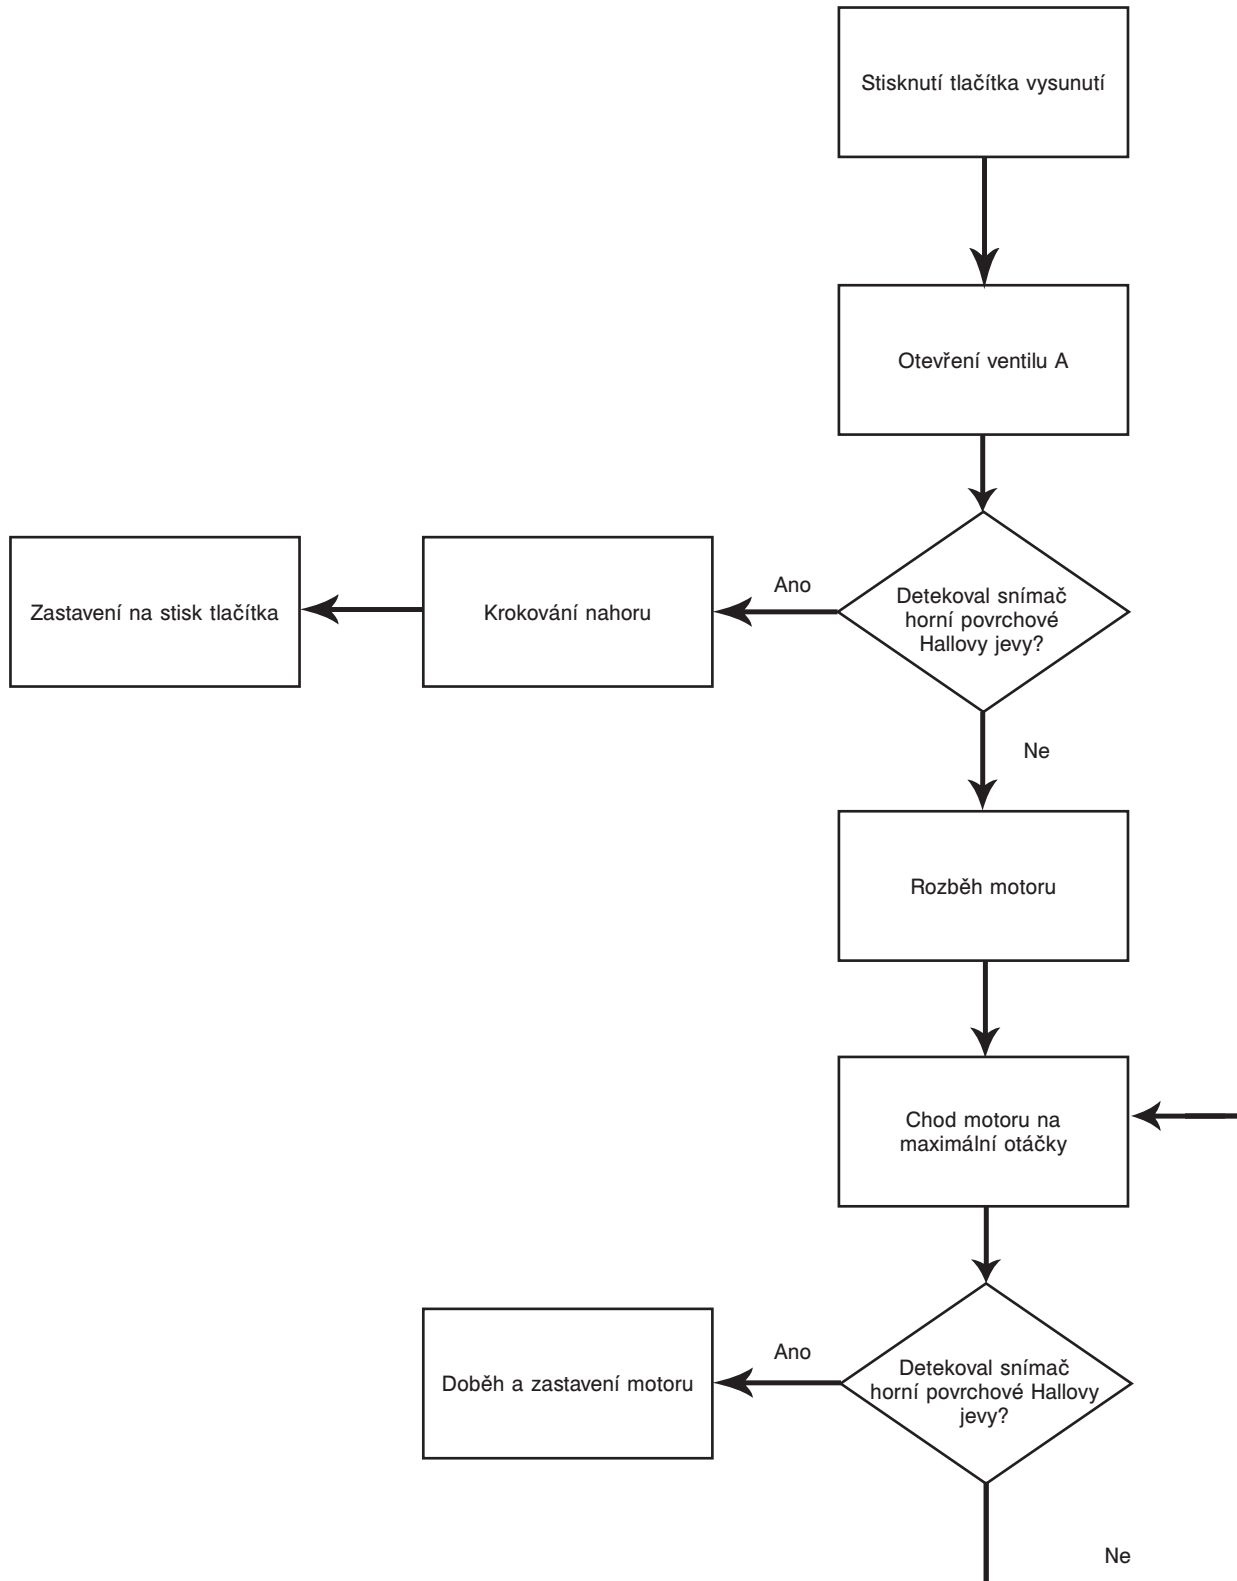 Stisknutí tlačítka vysunutí
Otevření ventilu A
Detekoval snímač
horní povrchové
Hallovy jevy?
Ano
Krokování nahoru
Zastavení na stisk tlačítka
Ne
Rozběh motoru
Chod motoru na
maximální otáčky
Detekoval snímač
horní povrchové Hallovy
jevy?
Ano
Doběh a zastavení motoru
Ne